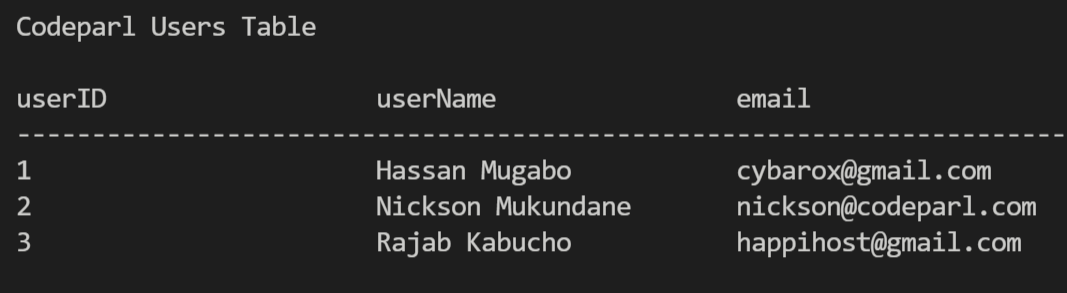 Codeparl Users Table
userID userName email
----------------------------------------------------------------------
1 Hassan Mugabo cybarox@gmail.com
2 Nickson Mukundane nickson@codeparl.com
3 Rajab Kabucho happihost@gmail.com